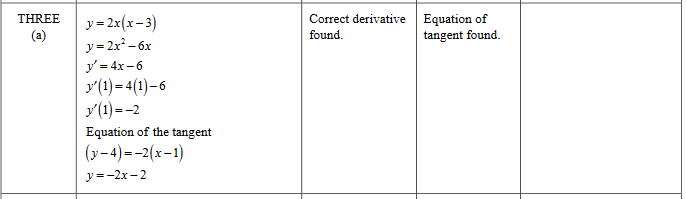 THREE
(a)
y = 2x(x – 3)
y = 2x² – 6x
y′ = 4x – 6
y′(1) = 4(1) – 6
y′(1) = –2
Equation of the tangent
(y – 4) = –2(x – 1)
y = –2x – 2
Correct derivative
found.
Equation of
tangent found.